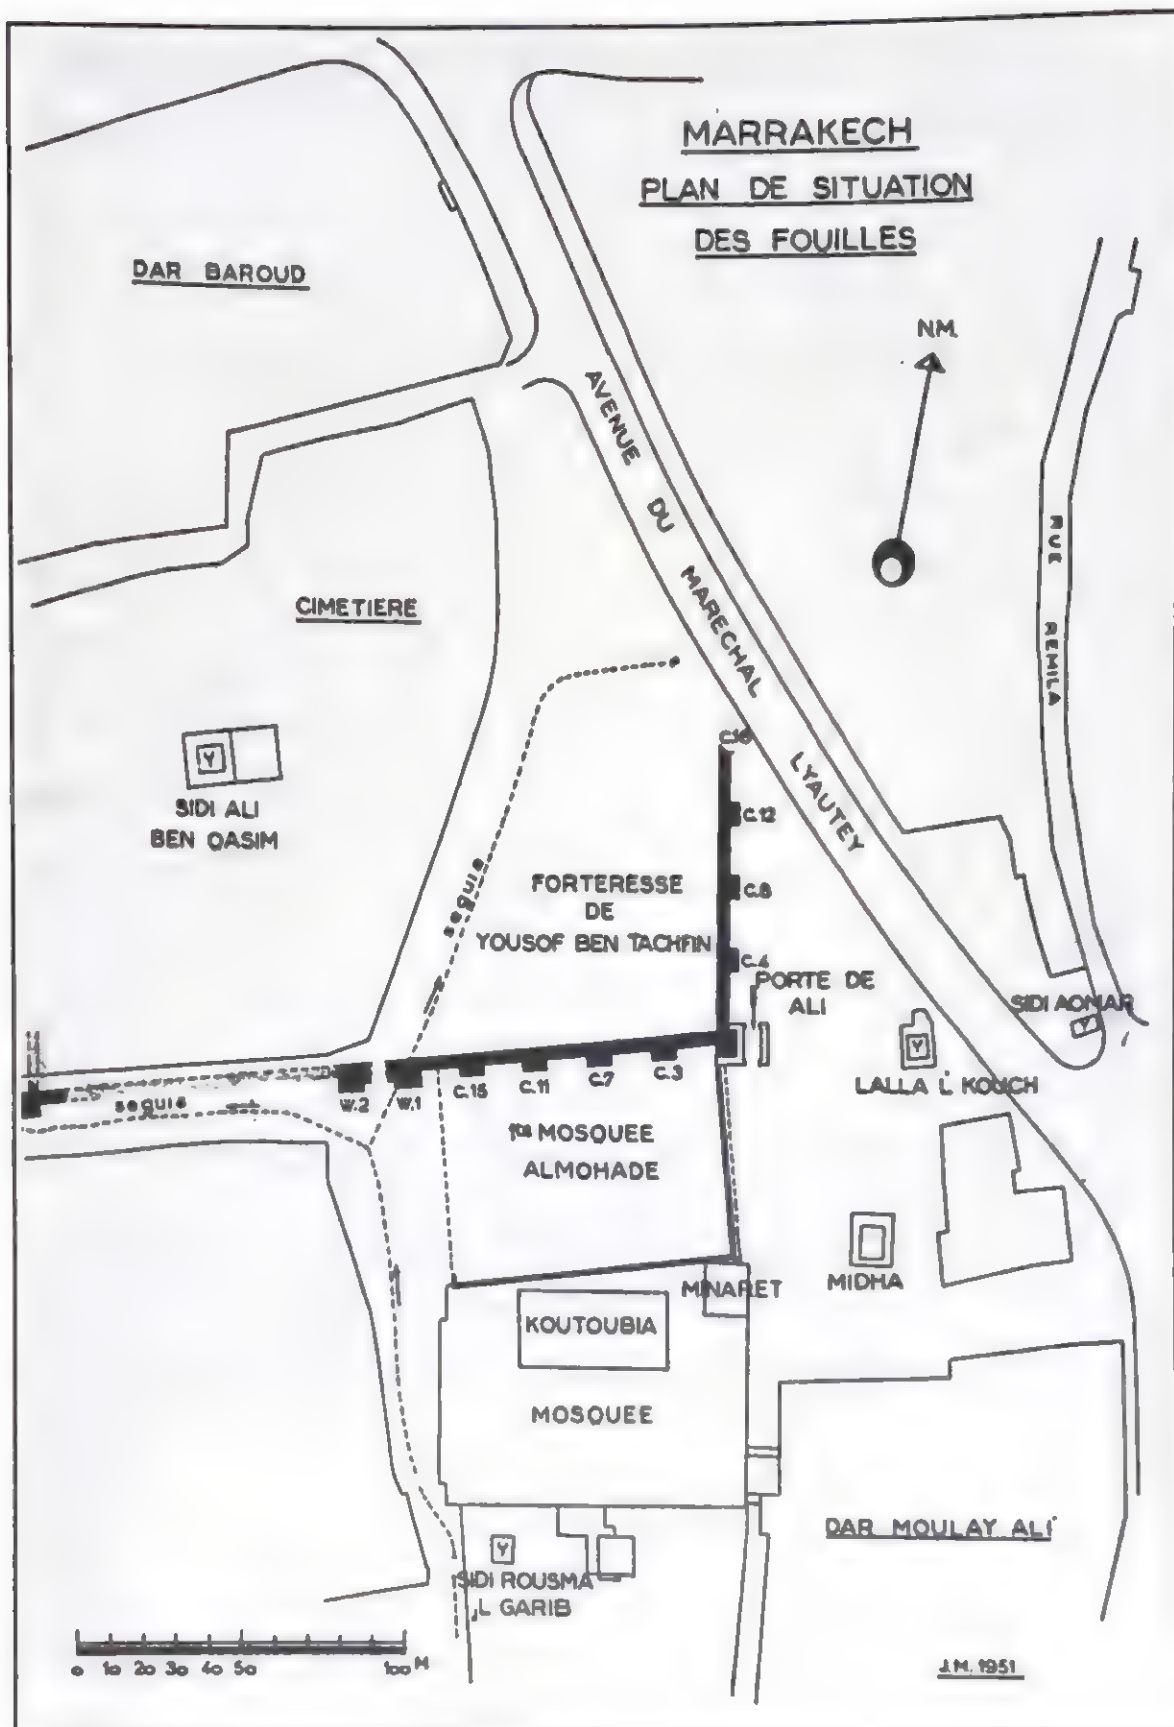 MARRAKECH
PLAN DE SITUATION
DES FOUILLES
DAR BAROUD
N.M.
AVENUE DU MARECHAL LYAUTEY
RUE REMILA
CIMETIERE
Y
SIDI ALI
BEN QASIM
seguia
C.16
C.12
C.8
C.4
FORTERESSE
DE
YOUSOF BEN TACHFIN
PORTE DE
ALI
SIDI AOMAR
Y
Y
LALLA L KOUCH
seguia
W.2
W.1
C.15
C.11
C.7
C.3
1re MOSQUEE
ALMOHADE
MINARET
MIDHA
KOUTOUBIA
MOSQUEE
DAR MOULAY ALI
Y
SIDI ROUSMA
L GARIB
0 10 20 30 40 50 100 M
J.M. 1951